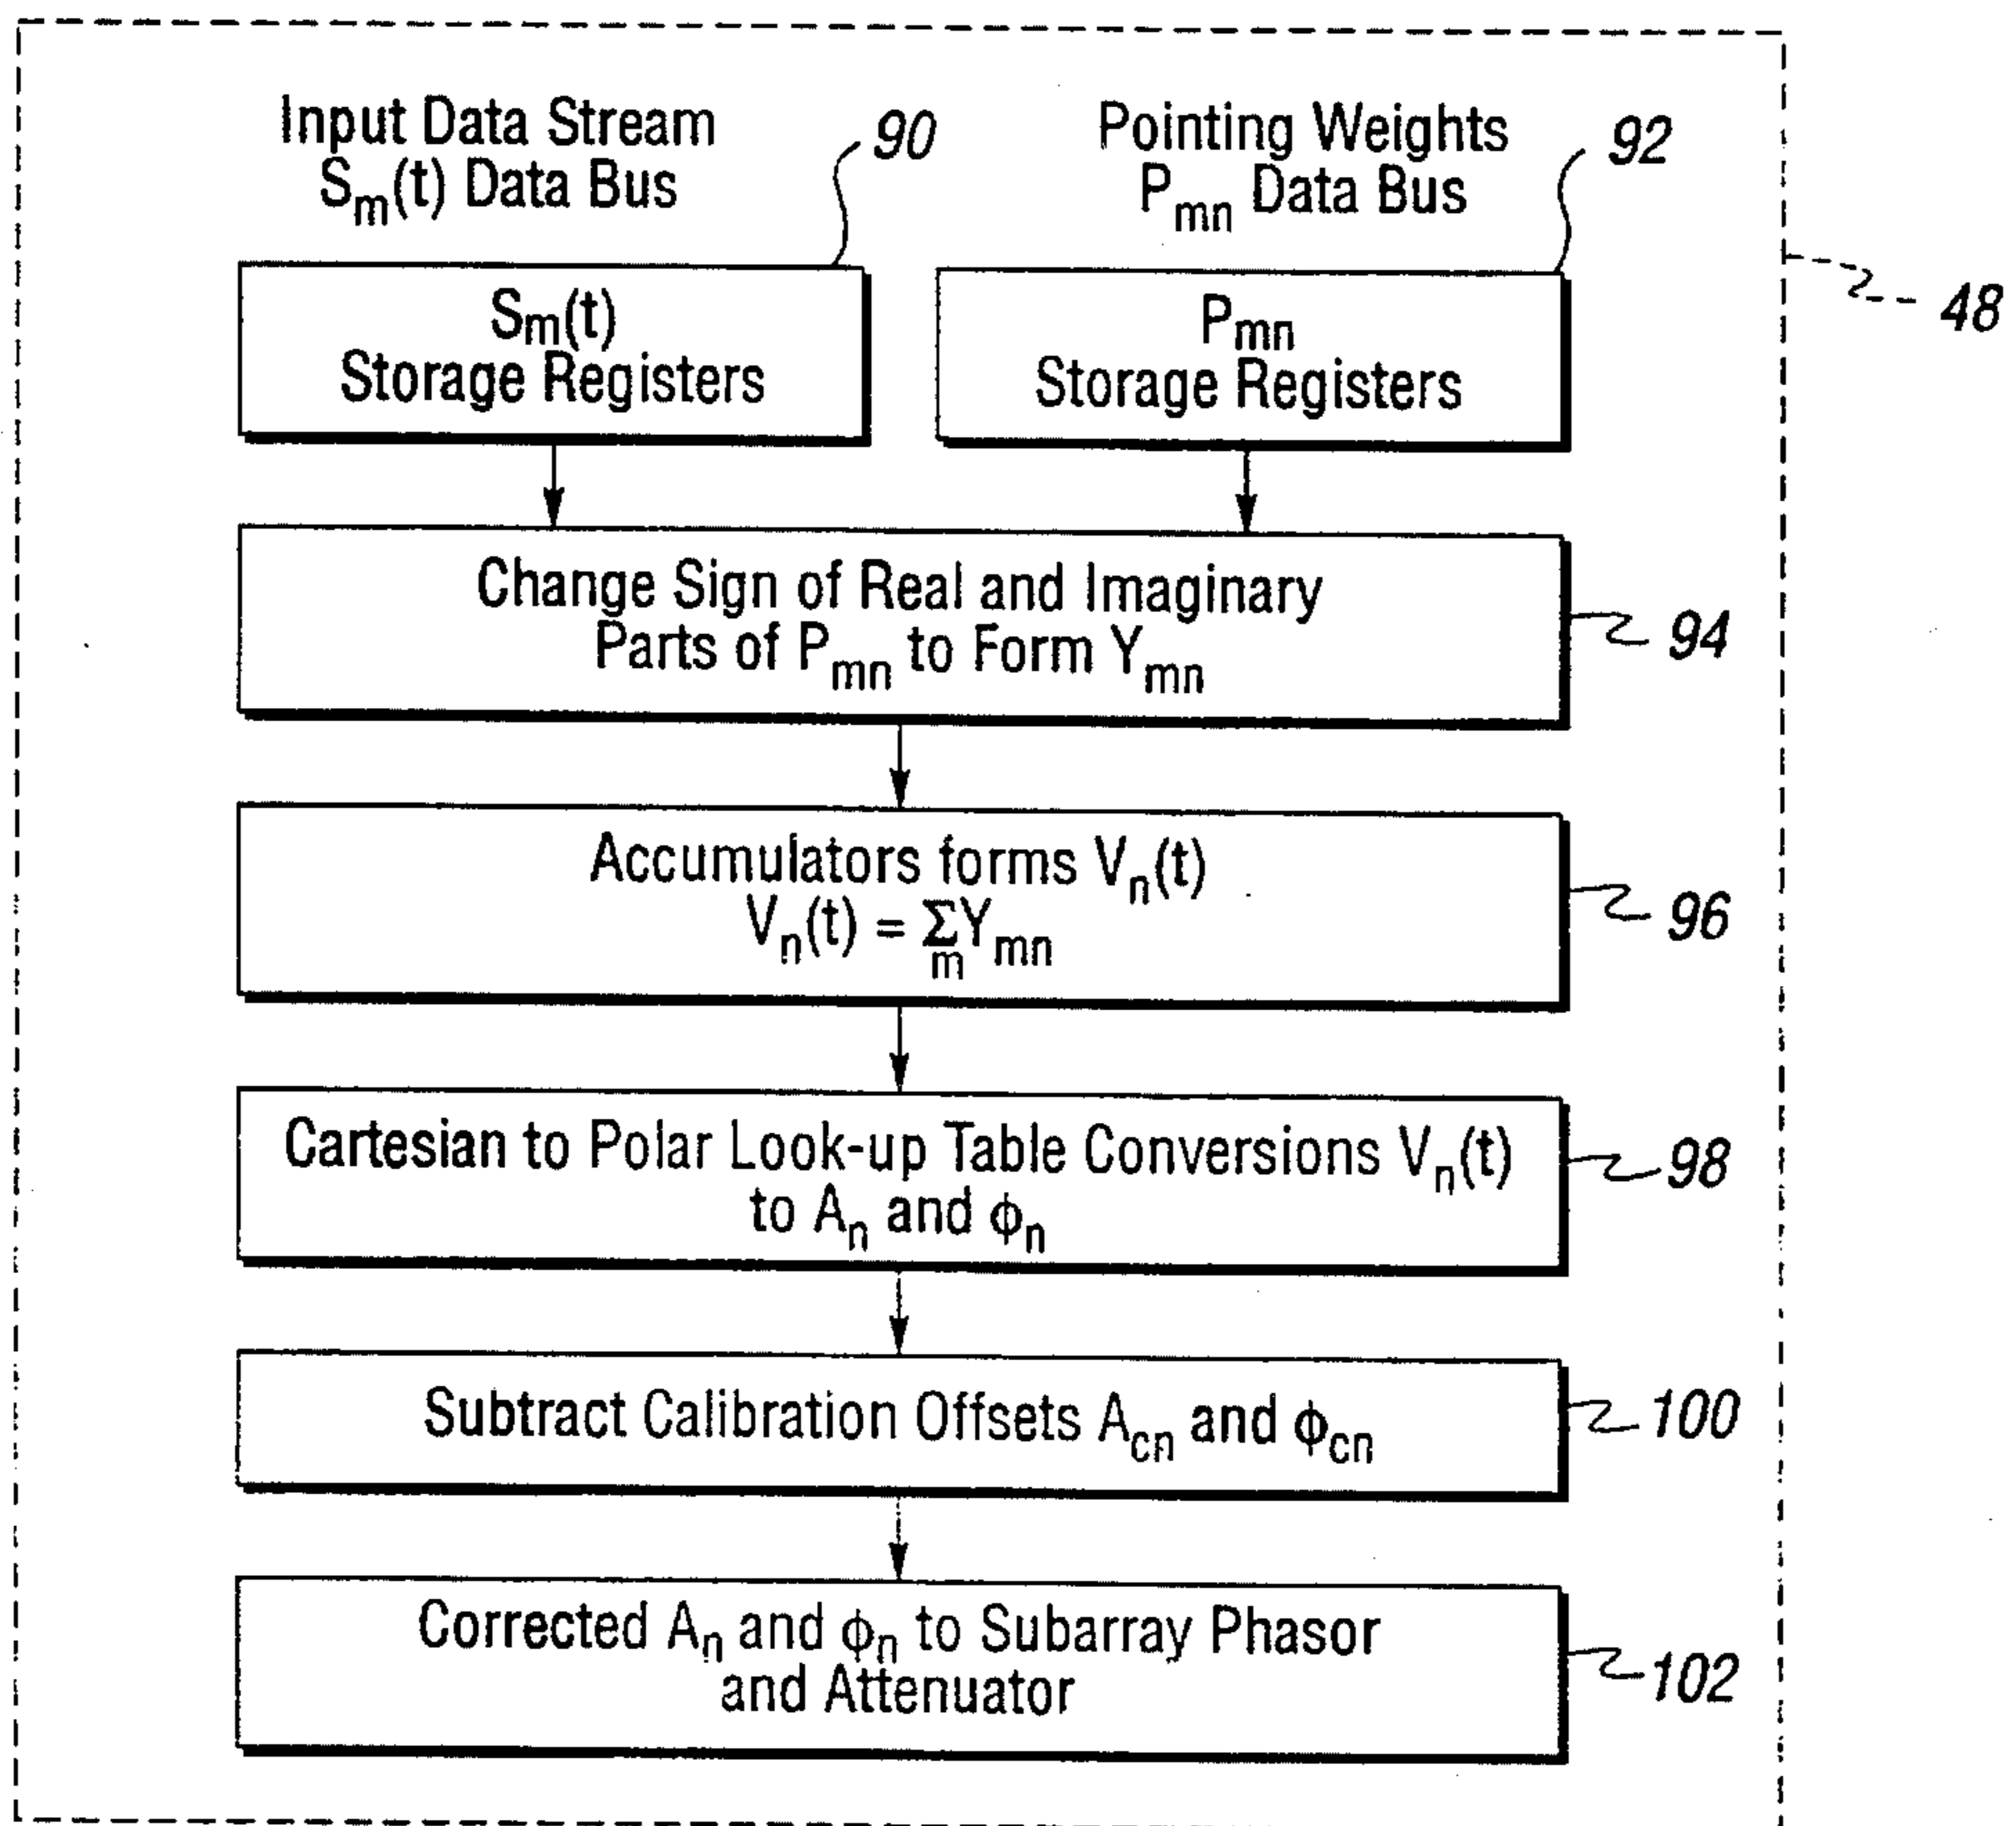 Input Data Stream
Sm(t) Data Bus
90
Pointing Weights
Pmn Data Bus
92
48
Sm(t)
Storage Registers
Pmn
Storage Registers
Change Sign of Real and Imaginary
Parts of Pmn to Form Ymn
94
Accumulators forms Vn(t)
Vn(t) = ΣYmn
m
96
Cartesian to Polar Look-up Table Conversions Vn(t)
to An and ϕn
98
Subtract Calibration Offsets Acn and ϕcn
100
Corrected An and ϕn to Subarray Phasor
and Attenuator
102